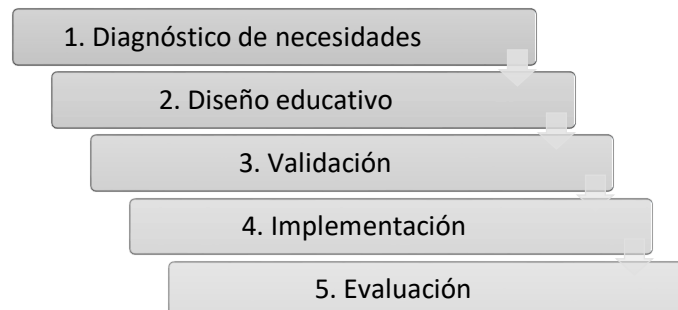 1. Diagnóstico de necesidades
2. Diseño educativo
3. Validación
4. Implementación
5. Evaluación